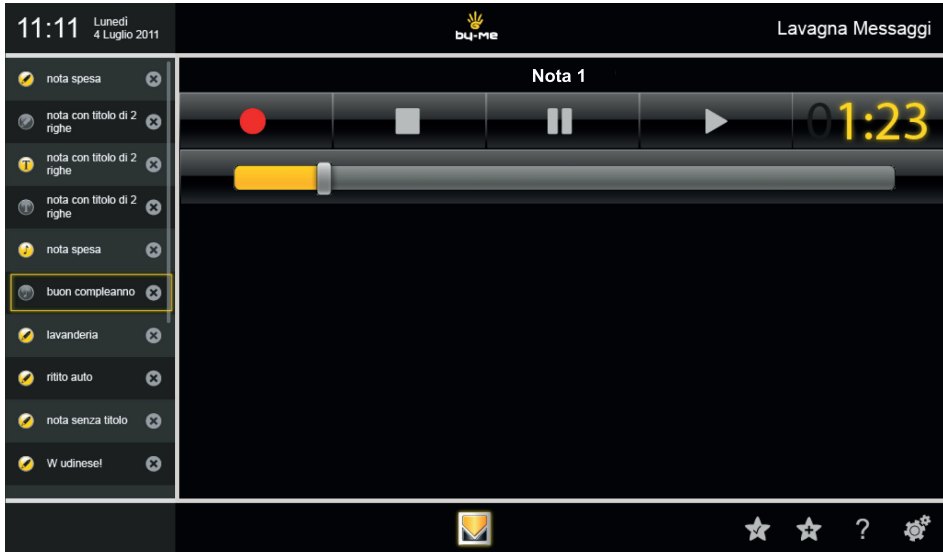 11:11
Lunedì
4 Luglio 2011
by-me
Lavagna Messaggi
nota spesa
nota con titolo di 2
righe
T
nota con titolo di 2
righe
nota con titolo di 2
righe
nota spesa
buon compleanno
lavanderia
ritito auto
nota senza titolo
W udinese!
Nota 1
01:23
?